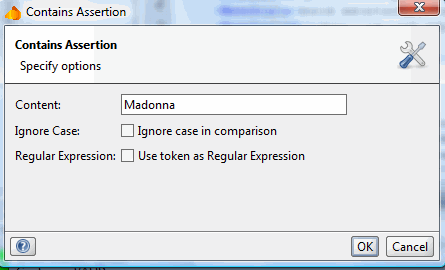 Contains Assertion
Contains Assertion
Specify options
Content: Madonna
Ignore Case: Ignore case in comparison
Regular Expression: Use token as Regular Expression
? OK Cancel